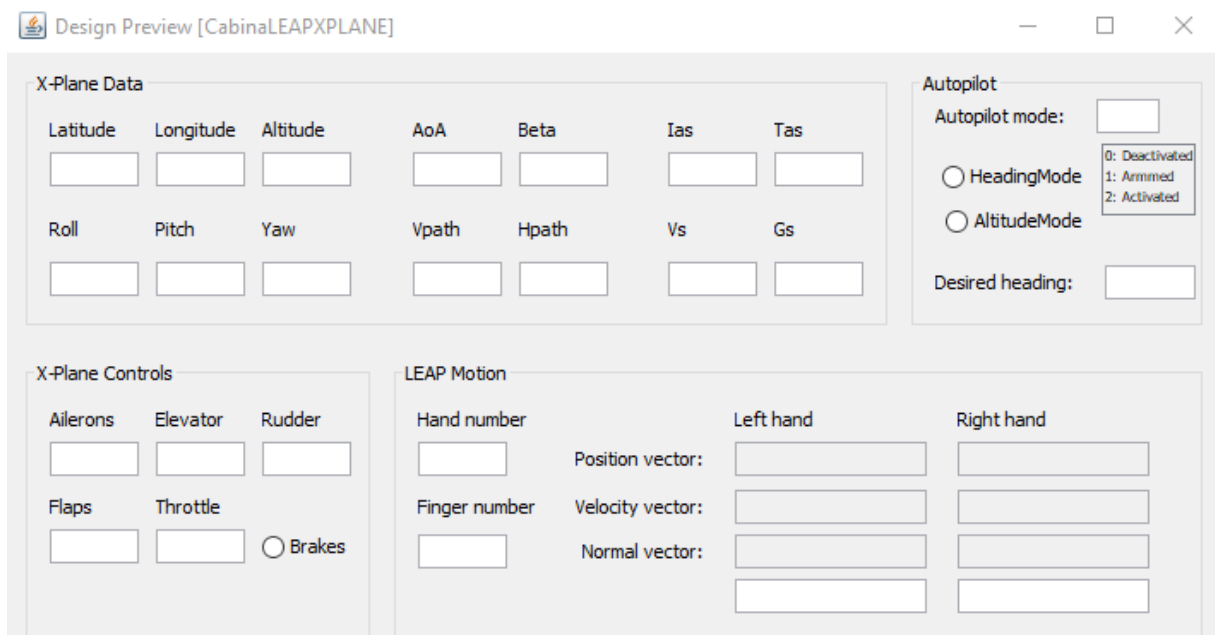 Design Preview [CabinaLEAPXPLANE]
X-Plane Data
Latitude Longitude Altitude AoA Beta Ias Tas
Roll Pitch Yaw Vpath Hpath Vs Gs
Autopilot
Autopilot mode:
0: Deactivated
1: Armmed
2: Activated
HeadingMode
AltitudeMode
Desired heading:
X-Plane Controls
Ailerons Elevator Rudder
Flaps Throttle
Brakes
LEAP Motion
Hand number Left hand Right hand
Position vector:
Finger number Velocity vector:
Normal vector: